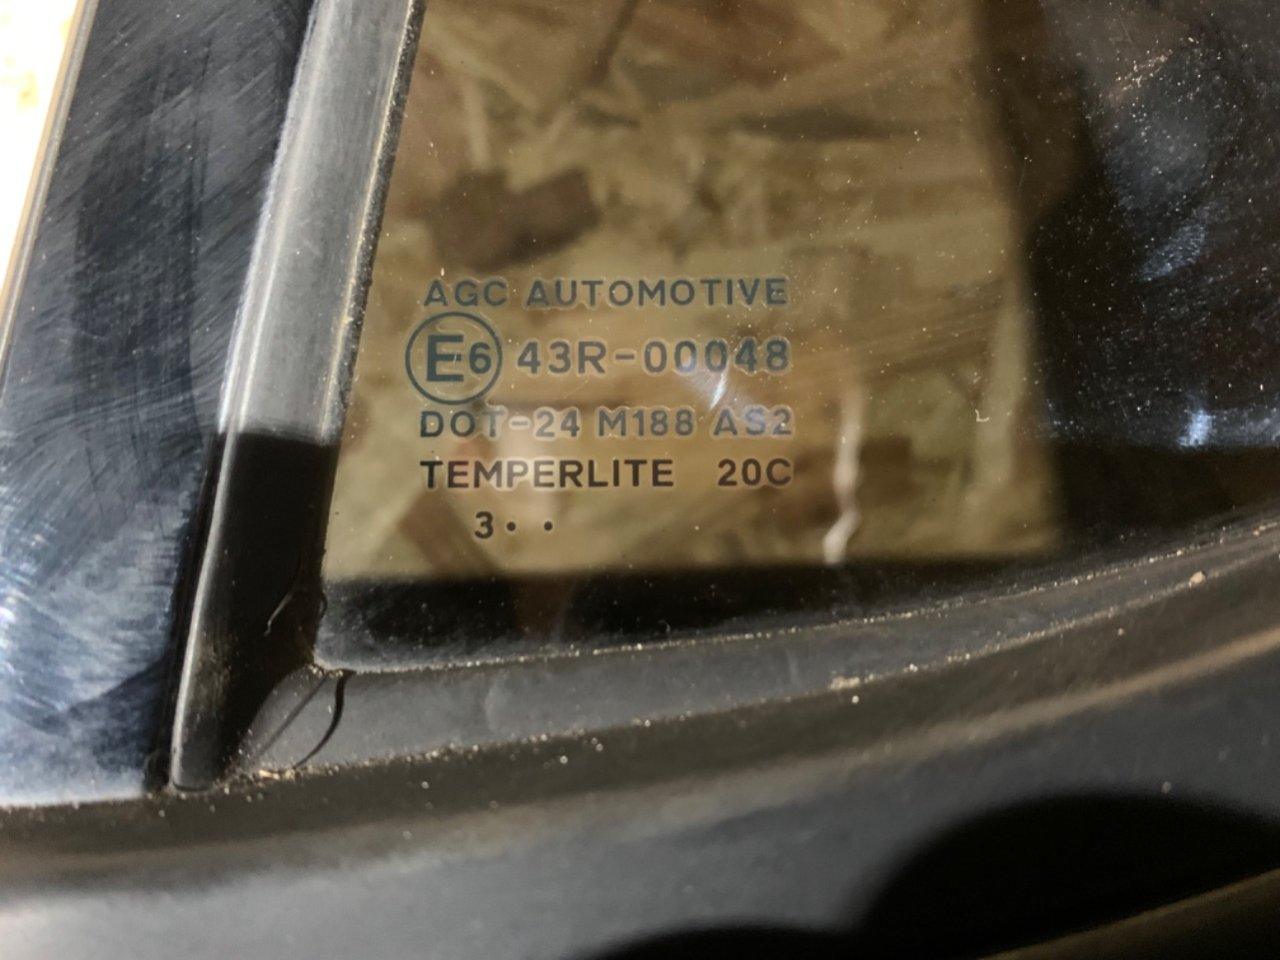 AGC AUTOMOTIVE
E6 43R-00048
DOT-24 M188 AS2
TEMPERLITE 20C
3• •